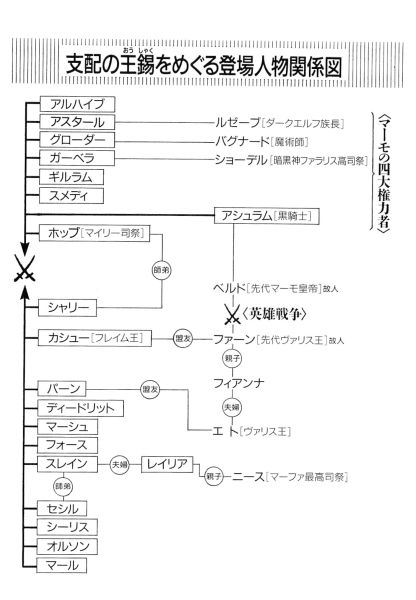 支配の王錫をめぐる登場人物関係図
おう しゃく
アルハイブ
アスタール
ルゼーブ[ダークエルフ族長]
グローダー
バグナード[魔術師]
ガーベラ
ショーデル[暗黒神ファラリス高司祭]
〈マーモの四大権力者〉
ギルラム
スメディ
アシュラム[黒騎士]
ホップ[マイリー司祭]
師弟
ベルド[先代マーモ皇帝]故人
シャリー
〈英雄戦争〉
カシュー[フレイム王]
盟友
ファーン[先代ヴァリス王]故人
親子
フィアンナ
パーン
盟友
夫婦
ディードリット
マーシュ
エト[ヴァリス王]
フォース
スレイン
夫婦
レイリア
親子
ニース[マーファ最高司祭]
師弟
セシル
シーリス
オルソン
マール